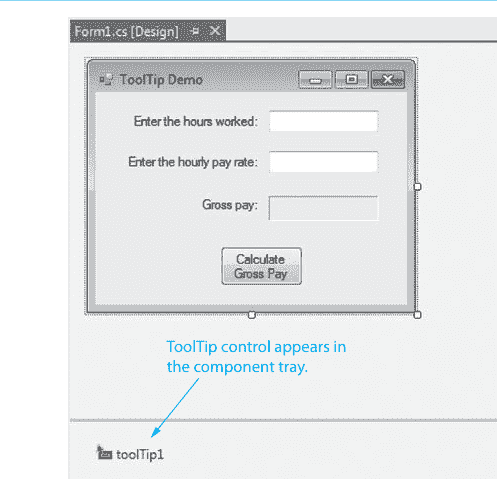 Form1.cs [Design]
ToolTip Demo
Enter the hours worked:
Enter the hourly pay rate:
Gross pay:
Calculate
Gross Pay
ToolTip control appears in
the component tray.
toolTip1